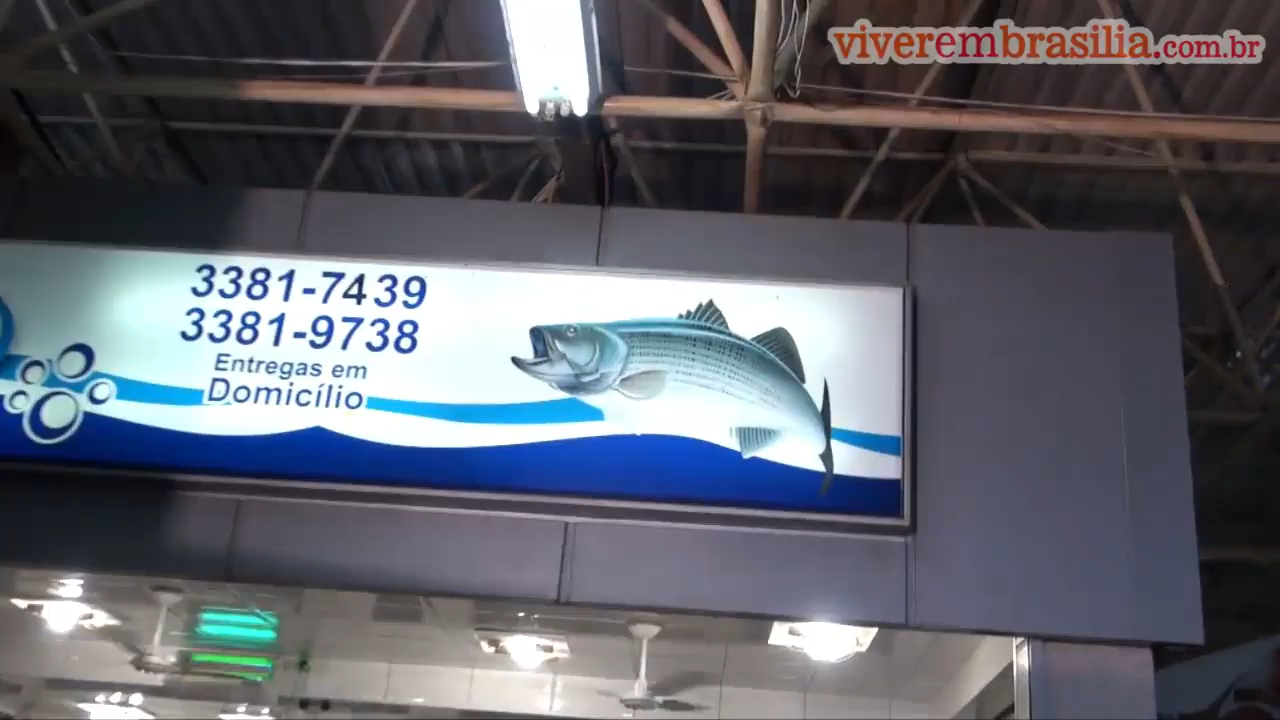 viverembrasilia.com.br
3381-7439
3381-9738
Entregas em
Domicílio